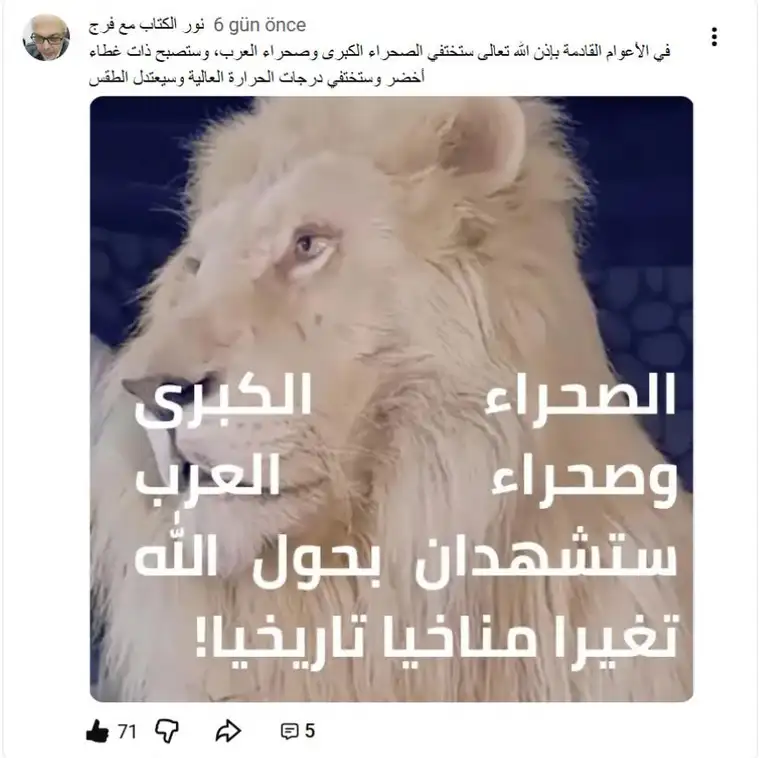 نور الكتاب مع فرج 6 gün önce
في الأعوام القادمة بإذن الله تعالى ستختفي الصحراء الكبرى وصحراء العرب، وستصبح ذات غطاء
أخضر وستختفي درجات الحرارة العالية وسيعتدل الطقس
الصحراء الكبرى
وصحراء العرب
ستشهدان بحول الله
تغيرا مناخيا تاريخيا!
71 5